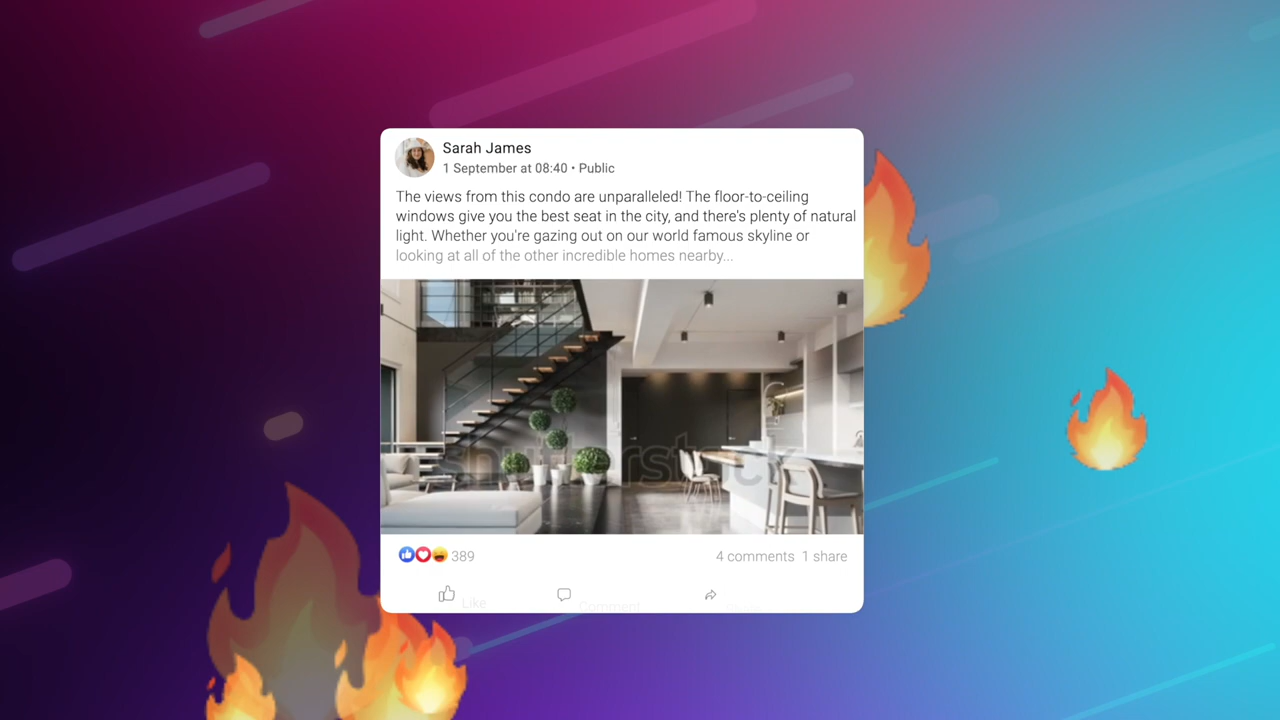 Sarah James
1 September at 08:40 • Public
The views from this condo are unparalleled! The floor-to-ceiling
windows give you the best seat in the city, and there's plenty of natural
light. Whether you're gazing out on our world famous skyline or
looking at all of the other incredible homes nearby...
shutterstock
389
4 comments 1 share
Like
Comment